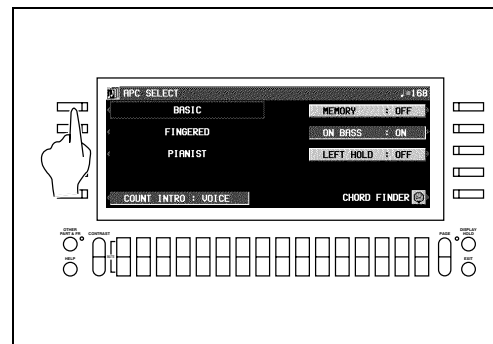 APC SELECT ♩=168
BASIC MEMORY : OFF
FINGERED ON BASS : ON
PIANIST LEFT HOLD : OFF
COUNT INTRO : VOICE CHORD FINDER
OTHER PART & PR CONTRAST PAGE DISPLAY HOLD
HELP EXIT